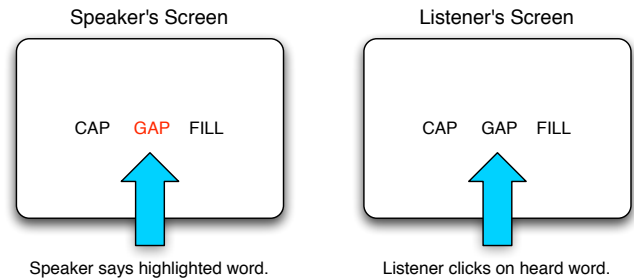 Speaker's Screen
Listener's Screen
CAP GAP FILL
CAP GAP FILL
Speaker says highlighted word.
Listener clicks on heard word.